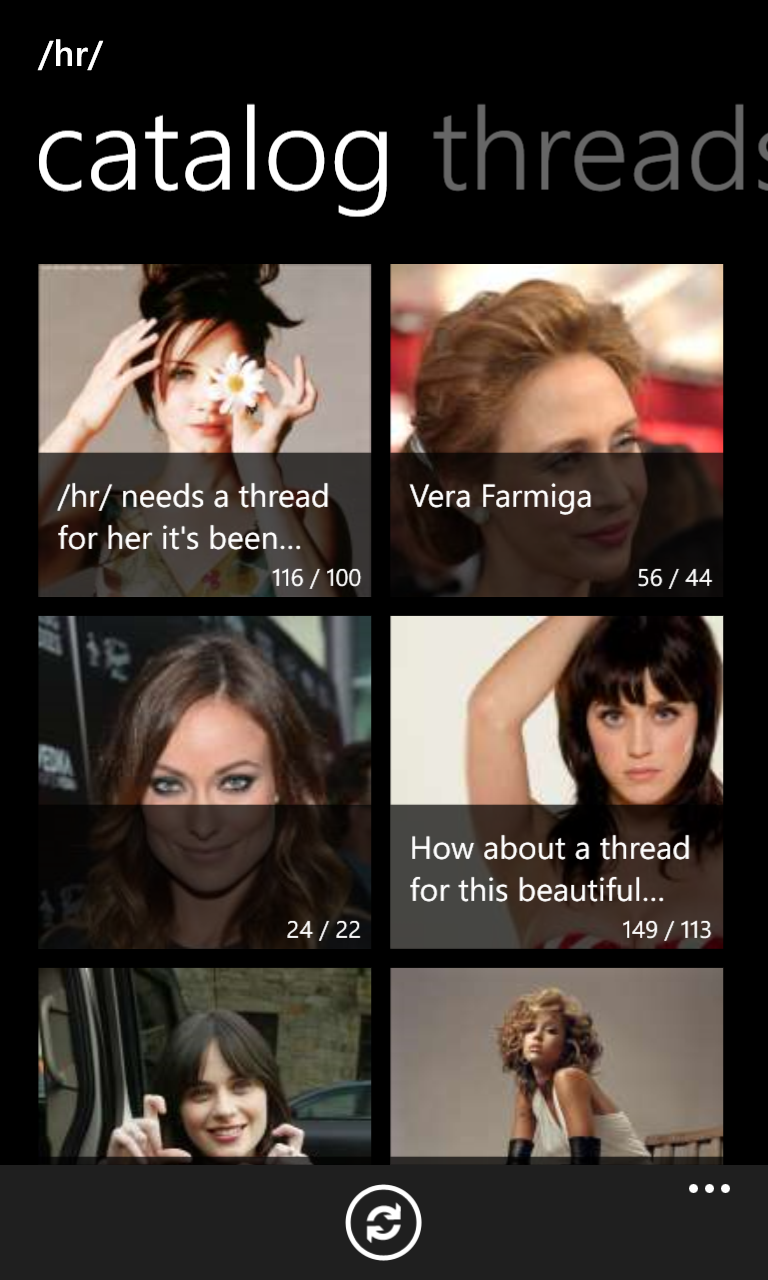 /hr/
catalog threads
/hr/ needs a thread
for her it's been...
116 / 100
Vera Farmiga
56 / 44
24 / 22
How about a thread
for this beautiful...
149 / 113